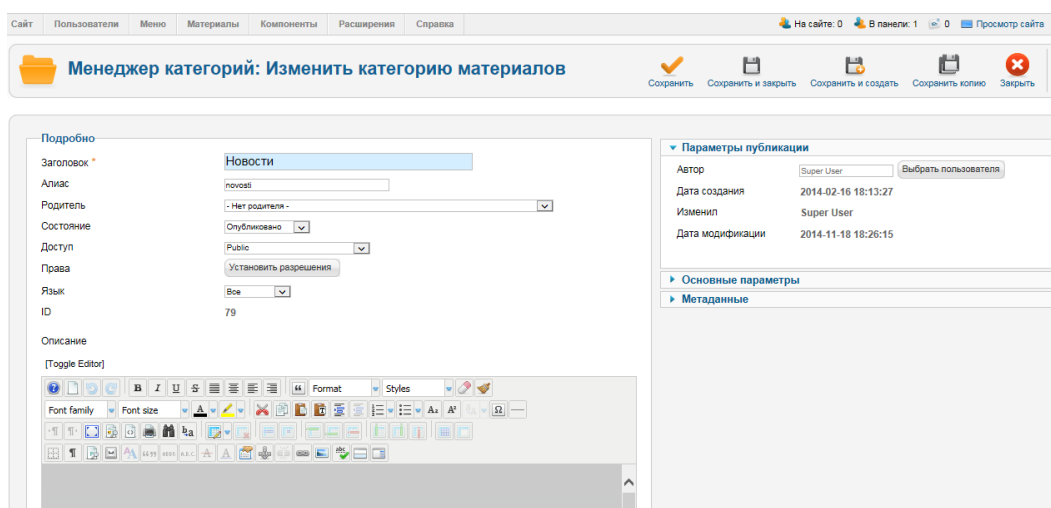 Сайт Пользователи Меню Материалы Компоненты Расширения Справка На сайте: 0 В панели: 1 0 Просмотр сайта
Менеджер категорий: Изменить категорию материалов
Сохранить Сохранить и закрыть Сохранить и создать Сохранить копию Закрыть
Подробно
Заголовок * Новости
Алиас novosti
Родитель - Нет родителя -
Состояние Опубликовано
Доступ Public
Права Установить разрешения
Язык Все
ID 79
Описание
[Toggle Editor]
Format Styles
Font family Font size
Параметры публикации
Автор Super User Выбрать пользователя
Дата создания 2014-02-16 18:13:27
Изменил Super User
Дата модификации 2014-11-18 18:26:15
Основные параметры
Метаданные